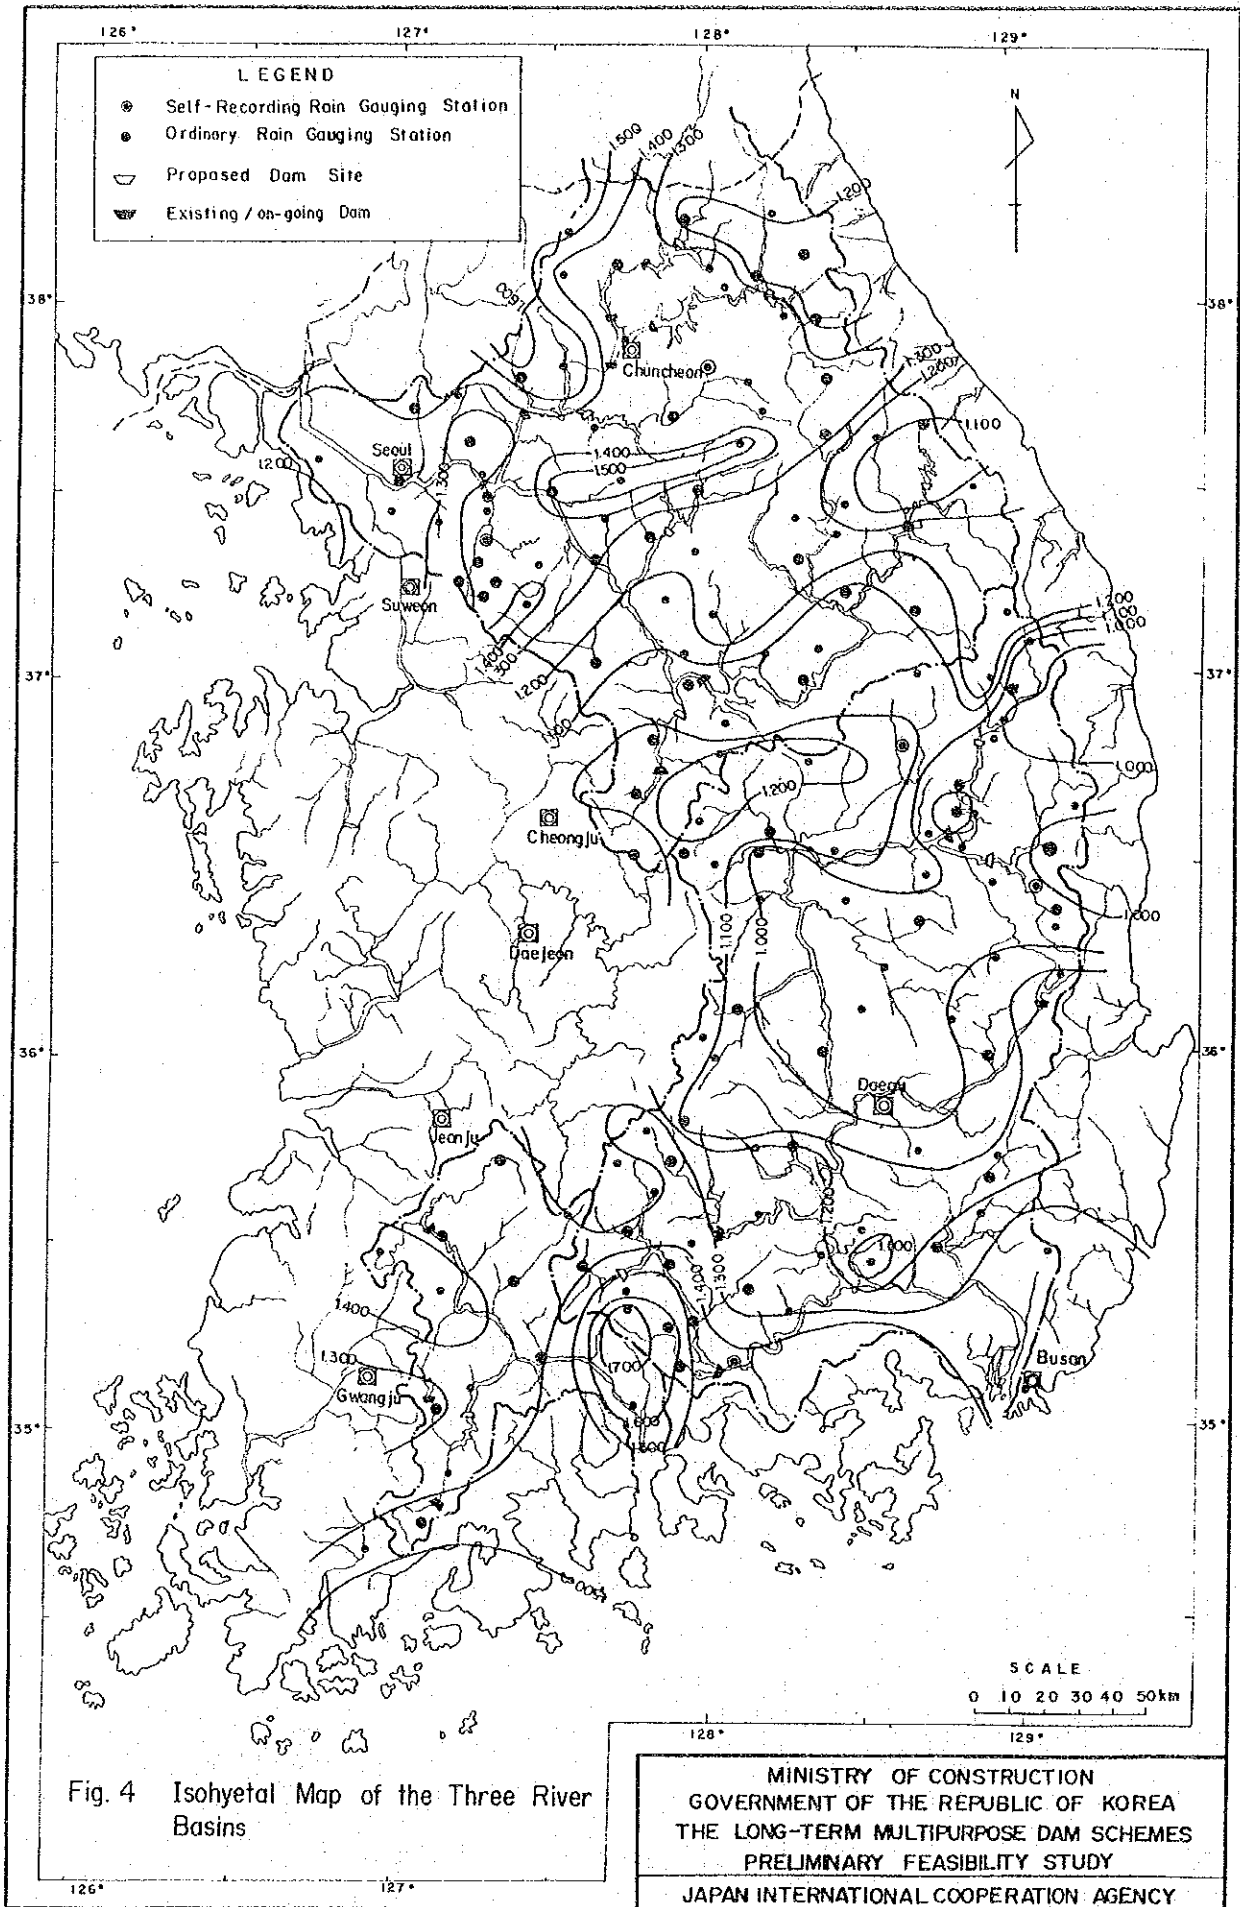 126°
127°
128°
129°
LEGEND
Self-Recording Rain Gauging Station
Ordinary Rain Gauging Station
Proposed Dam Site
Existing / on-going Dam
N
1.500
1.400
1.300
1.200
38°
38°
1.600
Chuncheon
1.300
1.200
1.100
Seoul
1.200
1.300
1.400
1.500
Suweon
1.400
1.300
1.200
1.200
1.100
1.000
37°
37°
1.000
1.200
Cheongju
1.000
DaeJeon
1.100
1.000
36°
36°
Daegu
JeonJu
1.200
1.600
1.400
1.300
1.400
1.300
1.700
Busan
Gwangju
35°
35°
1.600
1.500
SCALE
0 10 20 30 40 50km
128°
129°
Fig. 4 Isohyetal Map of the Three River
Basins
MINISTRY OF CONSTRUCTION
GOVERNMENT OF THE REPUBLIC OF KOREA
THE LONG-TERM MULTIPURPOSE DAM SCHEMES
PRELIMINARY FEASIBILITY STUDY
JAPAN INTERNATIONAL COOPERATION AGENCY
126°
127°